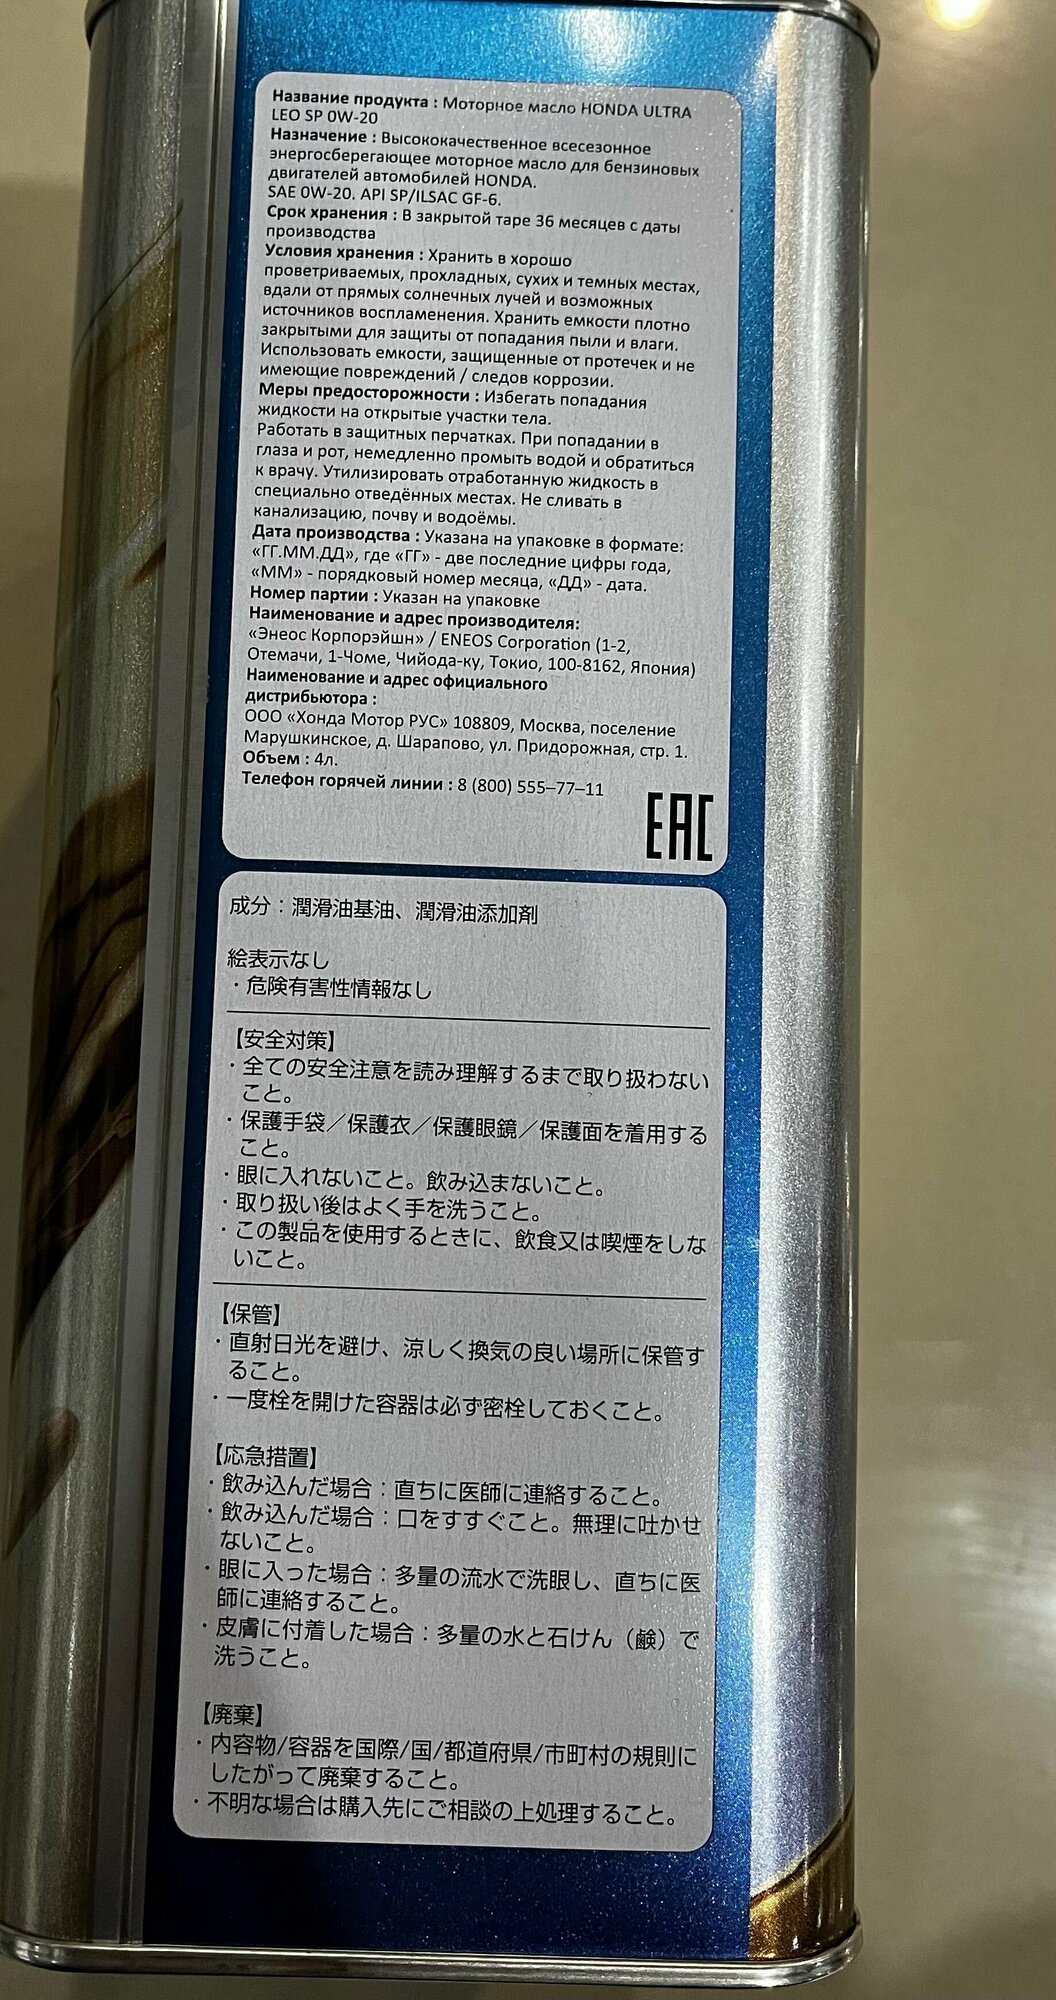 Название продукта : Моторное масло HONDA ULTRA
LEO SP 0W-20
Назначение : Высококачественное всесезонное
энергосберегающее моторное масло для бензиновых
двигателей автомобилей HONDA.
SAE 0W-20. API SP/ILSAC GF-6.
Срок хранения : В закрытой таре 36 месяцев с даты
производства
Условия хранения : Хранить в хорошо
проветриваемых, прохладных, сухих и темных местах,
вдали от прямых солнечных лучей и возможных
источников воспламенения. Хранить емкости плотно
закрытыми для защиты от попадания пыли и влаги.
Использовать емкости, защищенные от протечек и не
имеющие повреждений / следов коррозии.
Меры предосторожности : Избегать попадания
жидкости на открытые участки тела.
Работать в защитных перчатках. При попадании в
глаза и рот, немедленно промыть водой и обратиться
к врачу. Утилизировать отработанную жидкость в
специально отведённых местах. Не сливать в
канализацию, почву и водоёмы.
Дата производства : Указана на упаковке в формате:
«ГГ.ММ.ДД», где «ГГ» - две последние цифры года,
«ММ» - порядковый номер месяца, «ДД» - дата.
Номер партии : Указан на упаковке
Наименование и адрес производителя:
«Энеос Корпорэйшн» / ENEOS Corporation (1-2,
Отемачи, 1-Чоме, Чийода-ку, Токио, 100-8162, Япония)
Наименование и адрес официального
дистрибьютора :
ООО «Хонда Мотор РУС» 108809, Москва, поселение
Марушкинское, д. Шарапово, ул. Придорожная, стр. 1.
Объем : 4л.
Телефон горячей линии : 8 (800) 555–77–11
EAC
成分：潤滑油基油、潤滑油添加剤
絵表示なし
・危険有害性情報なし
【安全対策】
・全ての安全注意を読み理解するまで取り扱わない
こと。
・保護手袋／保護衣／保護眼鏡／保護面を着用する
こと。
・眼に入れないこと。飲み込まないこと。
・取り扱い後はよく手を洗うこと。
・この製品を使用するときに、飲食又は喫煙をしな
いこと。
【保管】
・直射日光を避け、涼しく換気の良い場所に保管す
ること。
・一度栓を開けた容器は必ず密栓しておくこと。
【応急措置】
・飲み込んだ場合：直ちに医師に連絡すること。
・飲み込んだ場合：口をすすぐこと。無理に吐かせ
ないこと。
・眼に入った場合：多量の流水で洗眼し、直ちに医
師に連絡すること。
・皮膚に付着した場合：多量の水と石けん（鹸）で
洗うこと。
【廃棄】
・内容物/容器を国際/国/都道府県/市町村の規則に
したがって廃棄すること。
・不明な場合は購入先にご相談の上処理すること。